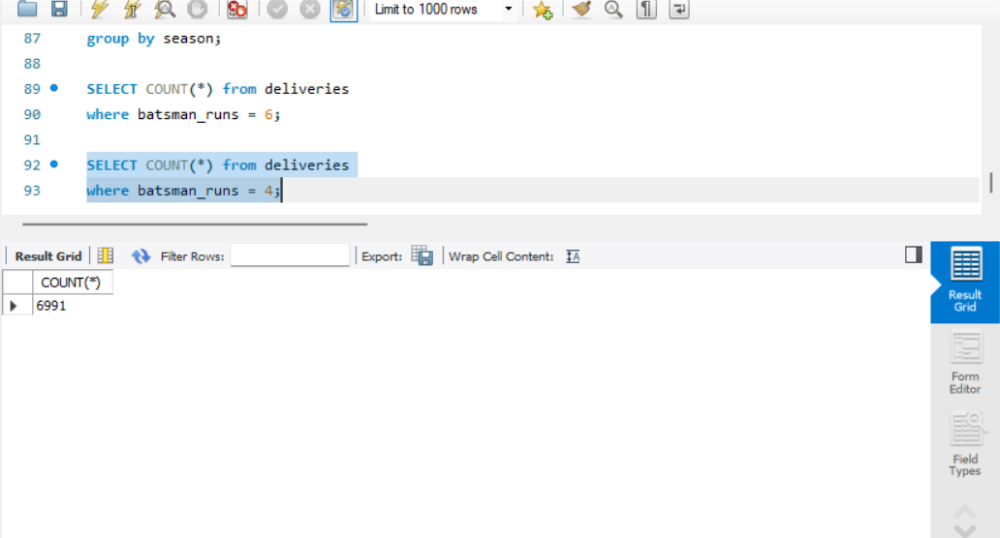 Limit to 1000 rows
87 group by season;
88
89 SELECT COUNT(*) from deliveries
90 where batsman_runs = 6;
91
92 SELECT COUNT(*) from deliveries
93 where batsman_runs = 4;
Result Grid Filter Rows: Export: Wrap Cell Content: IA
COUNT(*)
6991
Result
Grid
Form
Editor
Field
Types